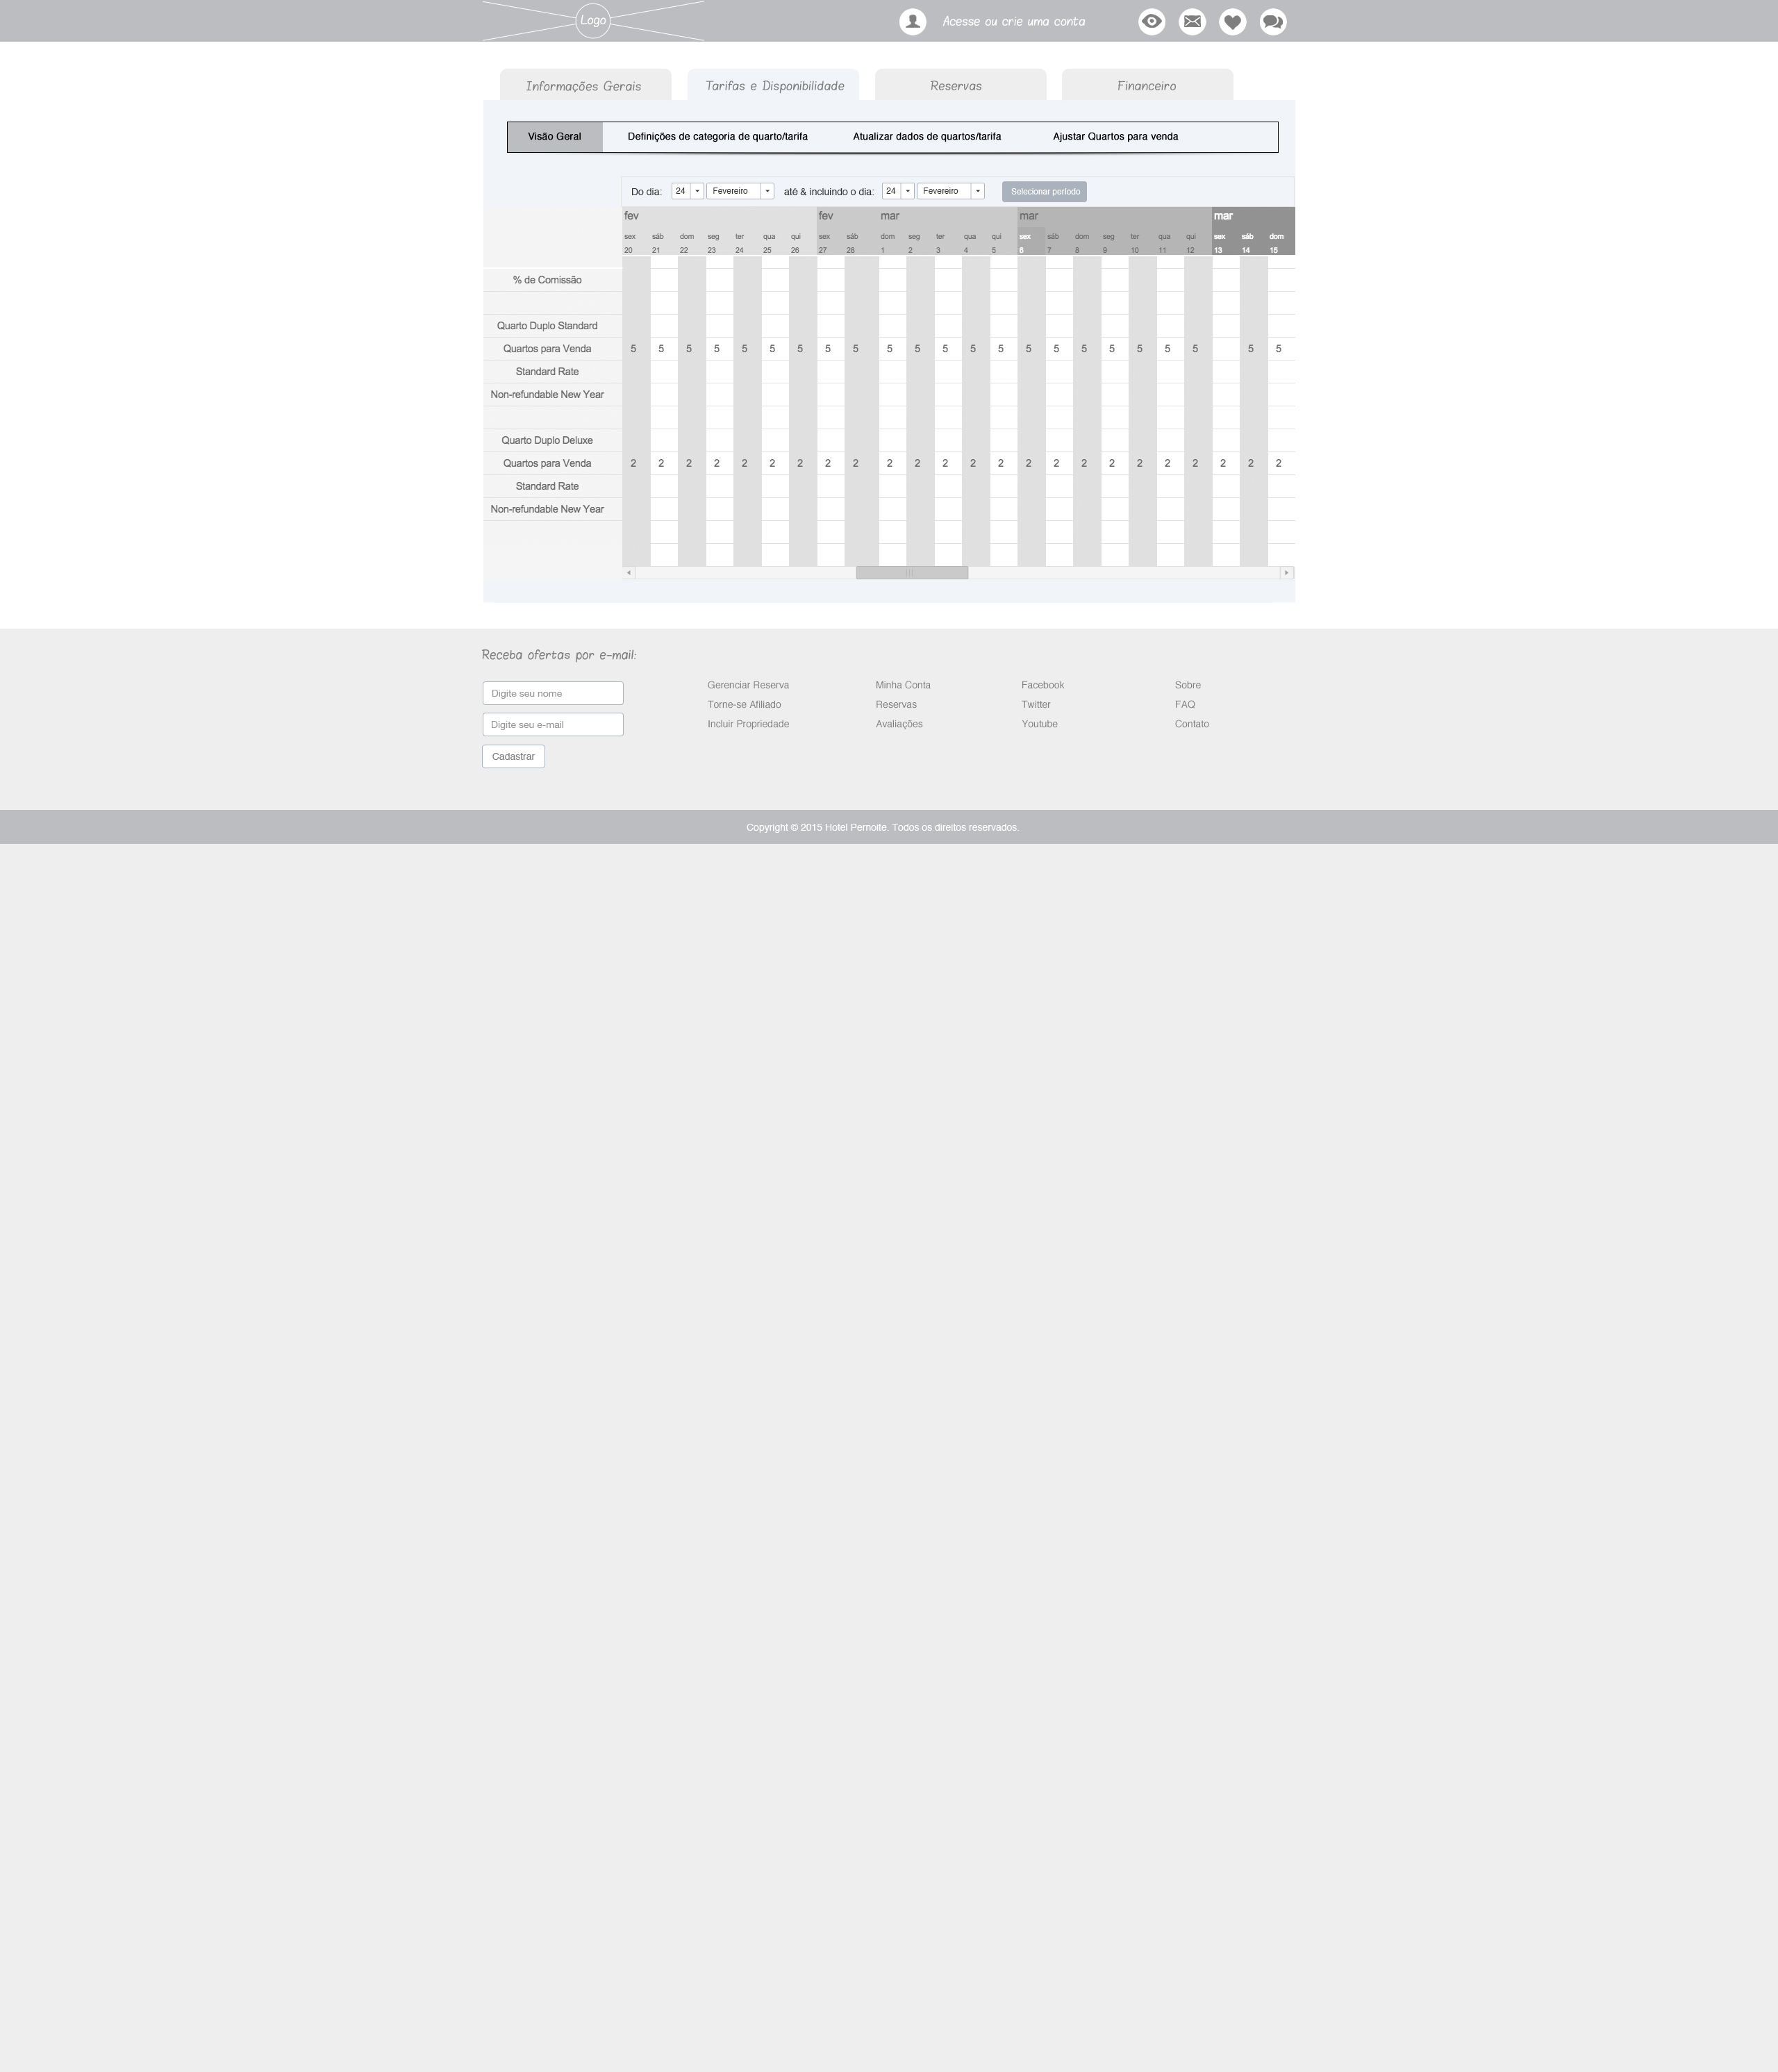 Logo Acesse ou crie uma conta
Informações Gerais Tarifas e Disponibilidade Reservas Financeiro
Visão Geral Definições de categoria de quarto/tarifa Atualizar dados de quartos/tarifa Ajustar Quartos para venda
Do dia: 24 Fevereiro até & incluindo o dia: 24 Fevereiro Selecionar período
fev fev mar mar mar
sex sáb dom seg ter qua qui sex sáb dom seg ter qua qui sex sáb dom seg ter qua qui sex sáb dom
20 21 22 23 24 25 26 27 28 1 2 3 4 5 6 7 8 9 10 11 12 13 14 15
% de Comissão
Quarto Duplo Standard
Quartos para Venda 5 5 5 5 5 5 5 5 5 5 5 5 5 5 5 5 5 5 5 5 5 5 5
Standard Rate
Non-refundable New Year
Quarto Duplo Deluxe
Quartos para Venda 2 2 2 2 2 2 2 2 2 2 2 2 2 2 2 2 2 2 2 2 2 2 2 2
Standard Rate
Non-refundable New Year
Receba ofertas por e-mail:
Digite seu nome
Digite seu e-mail
Cadastrar
Gerenciar Reserva Minha Conta Facebook Sobre
Torne-se Afiliado Reservas Twitter FAQ
Incluir Propriedade Avaliações Youtube Contato
Copyright © 2015 Hotel Pernoite. Todos os direitos reservados.